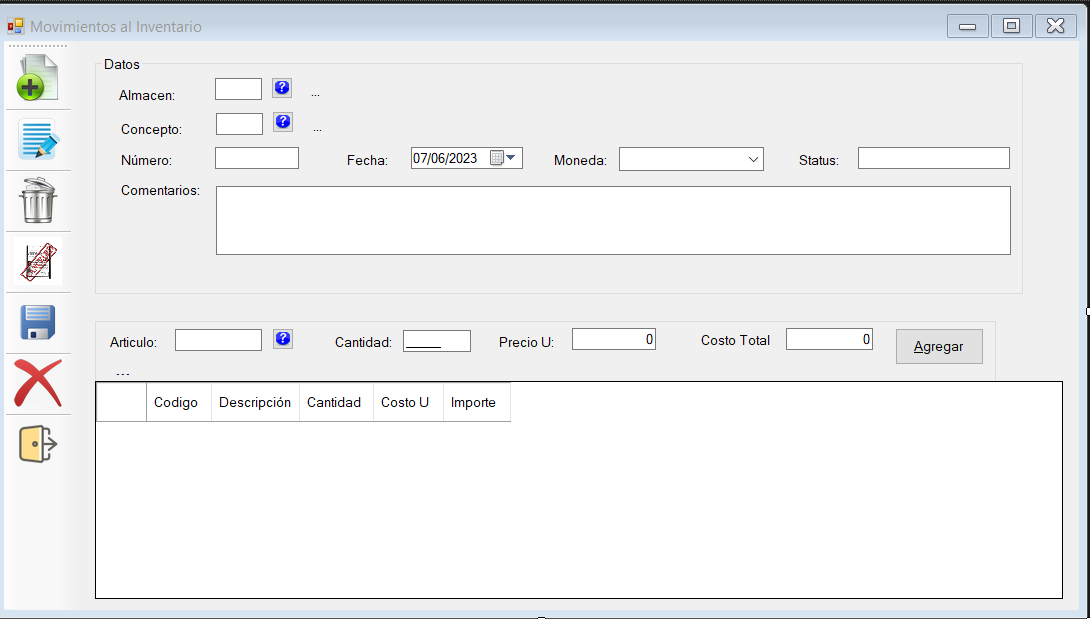 Movimientos al Inventario
Datos
Almacen: ? ...
Concepto: ? ...
Número: Fecha: 07/06/2023 Moneda: Status:
Comentarios:
Articulo: ? Cantidad: _____ Precio U: 0 Costo Total 0 Agregar
...
Codigo Descripción Cantidad Costo U Importe